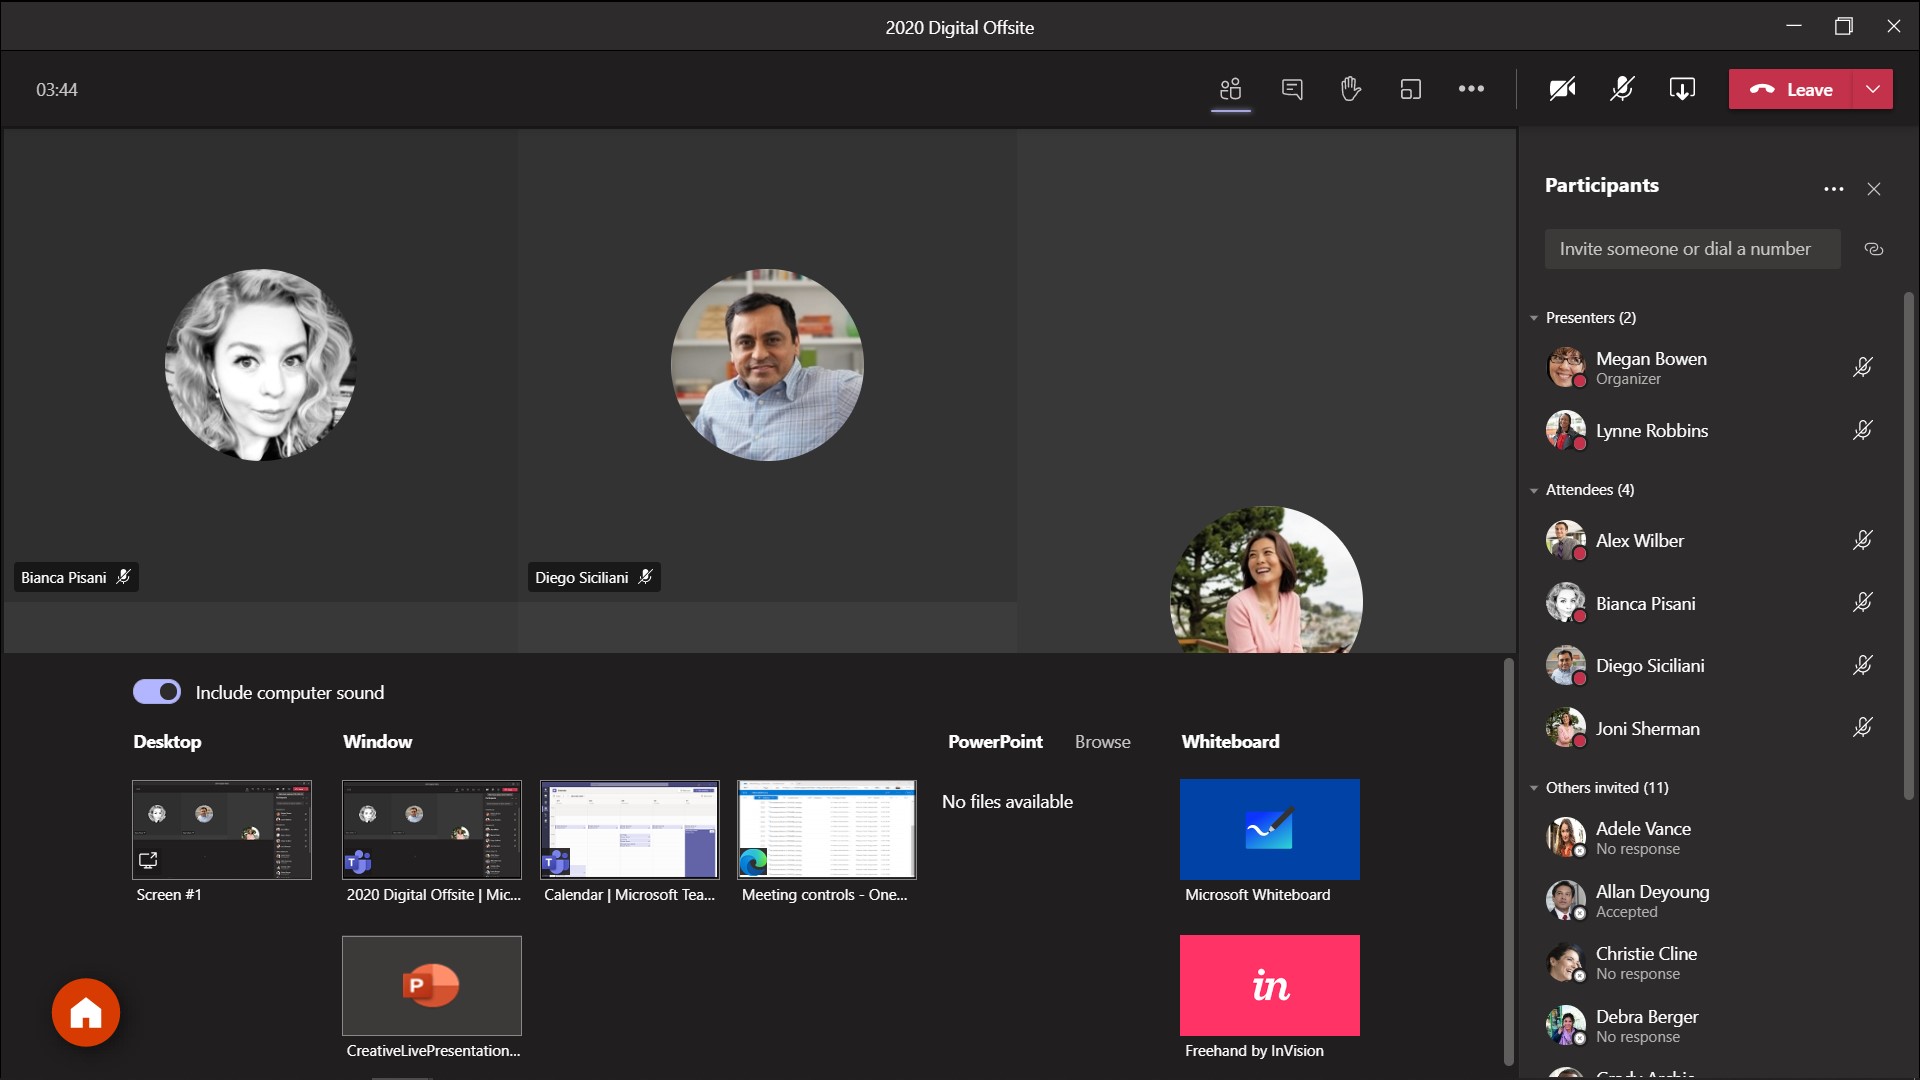 2020 Digital Offsite
03:44
Leave
Bianca Pisani
Diego Siciliani
Include computer sound
Desktop
Window
PowerPoint
Browse
Whiteboard
No files available
Screen #1
2020 Digital Offsite | Mic...
Calendar | Microsoft Tea...
Meeting controls - One...
Microsoft Whiteboard
P
in
CreativeLivePresentation...
Freehand by InVision
Participants
Invite someone or dial a number
Presenters (2)
Megan Bowen
Organizer
Lynne Robbins
Attendees (4)
Alex Wilber
Bianca Pisani
Diego Siciliani
Joni Sherman
Others invited (11)
Adele Vance
No response
Allan Deyoung
Accepted
Christie Cline
No response
Debra Berger
No response